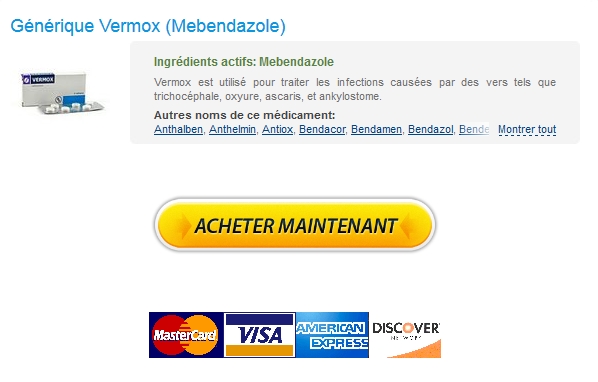 Générique Vermox (Mebendazole)
Ingrédients actifs: Mebendazole
Vermox est utilisé pour traiter les infections causées par des vers tels que
trichocéphale, oxyure, ascaris, et ankylostome.
Autres noms de ce médicament:
Anthalben, Anthelmin, Antiox, Bendacor, Bendamen, Bendazol, Bende Montrer tout
VERMOX
ACHETER MAINTENANT
MasterCard VISA AMERICAN EXPRESS DISCOVER NETWORK